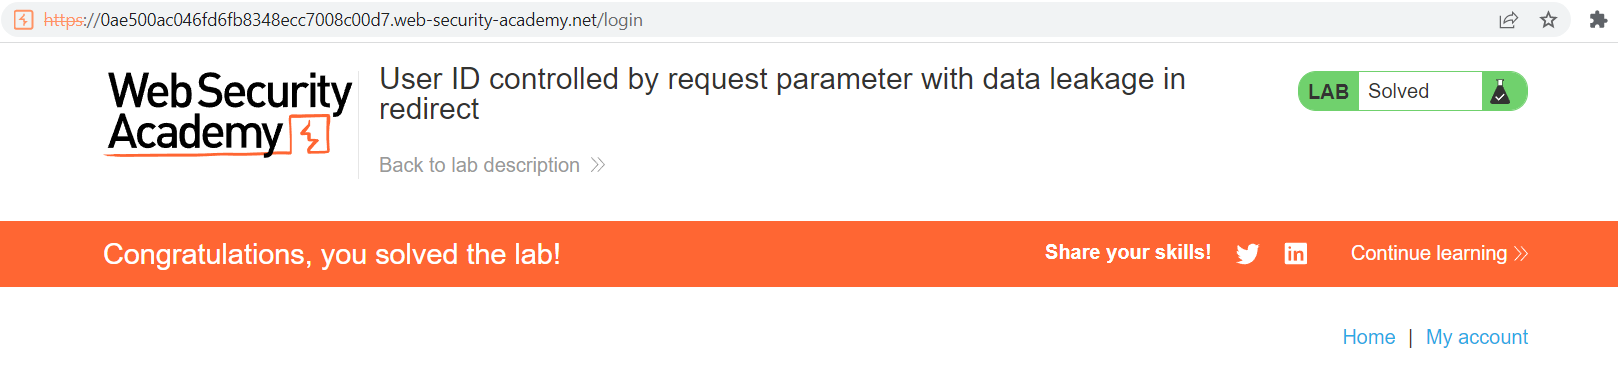 https://0ae500ac046fd6fb8348ecc7008c00d7.web-security-academy.net/login
Web Security
Academy
User ID controlled by request parameter with data leakage in
redirect
Back to lab description
LAB Solved
Congratulations, you solved the lab!
Share your skills!
Continue learning
Home | My account